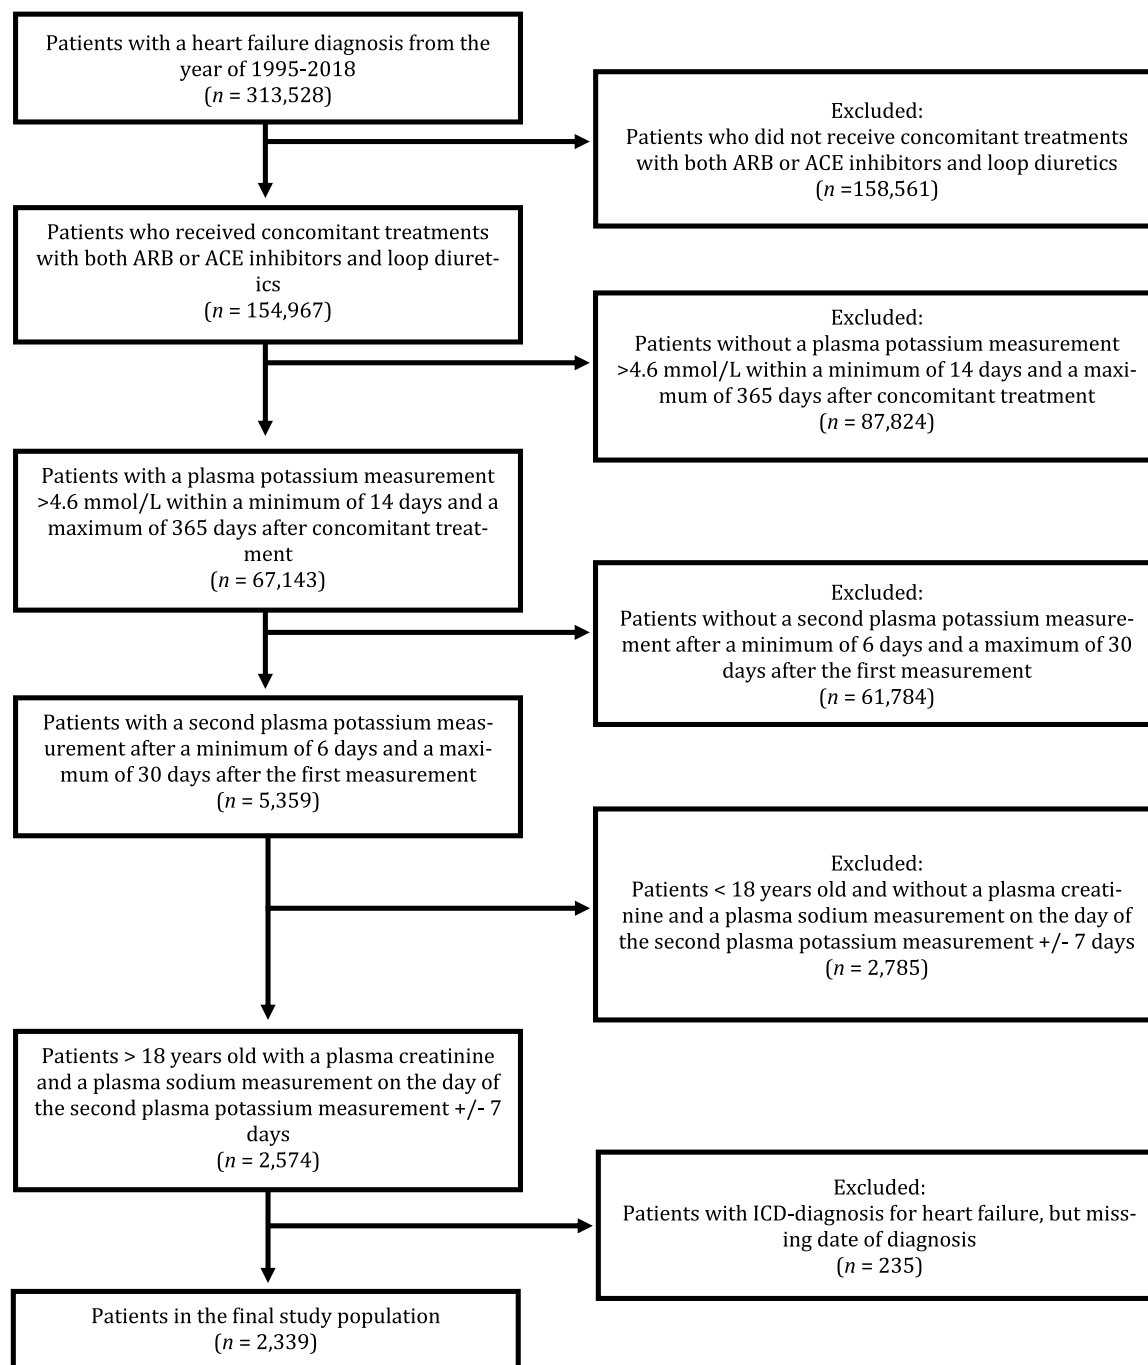 Patients with a heart failure diagnosis from the
year of 1995-2018
(n = 313,528)
Excluded:
Patients who did not receive concomitant treatments
with both ARB or ACE inhibitors and loop diuretics
(n =158,561)
Patients who received concomitant treatments
with both ARB or ACE inhibitors and loop diuret-
ics
(n = 154,967)
Excluded:
Patients without a plasma potassium measurement
>4.6 mmol/L within a minimum of 14 days and a maxi-
mum of 365 days after concomitant treatment
(n = 87,824)
Patients with a plasma potassium measurement
>4.6 mmol/L within a minimum of 14 days and a
maximum of 365 days after concomitant treat-
ment
(n = 67,143)
Excluded:
Patients without a second plasma potassium measure-
ment after a minimum of 6 days and a maximum of 30
days after the first measurement
(n = 61,784)
Patients with a second plasma potassium meas-
urement after a minimum of 6 days and a maxi-
mum of 30 days after the first measurement
(n = 5,359)
Excluded:
Patients < 18 years old and without a plasma creati-
nine and a plasma sodium measurement on the day of
the second plasma potassium measurement +/- 7 days
(n = 2,785)
Patients > 18 years old with a plasma creatinine
and a plasma sodium measurement on the day of
the second plasma potassium measurement +/- 7
days
(n = 2,574)
Excluded:
Patients with ICD-diagnosis for heart failure, but miss-
ing date of diagnosis
(n = 235)
Patients in the final study population
(n = 2,339)